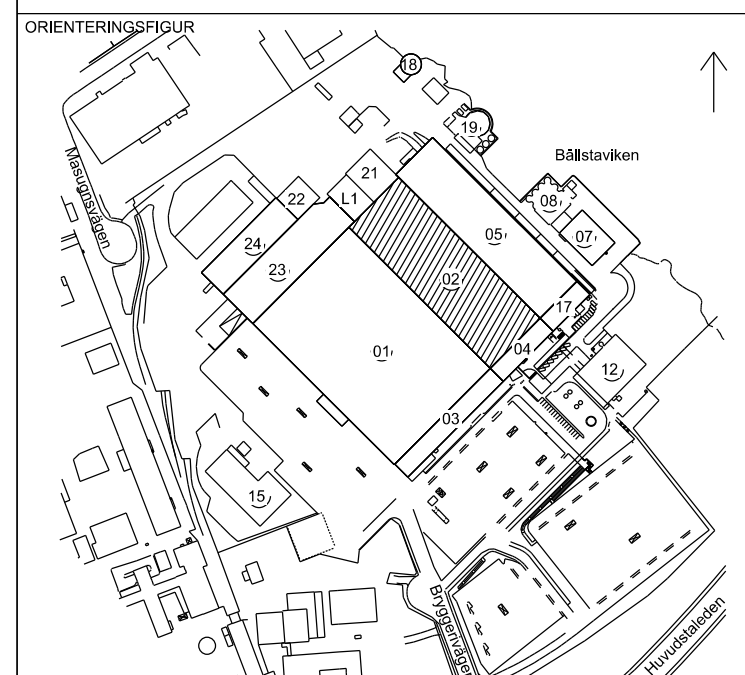 ORIENTERINGSFIGUR
18
19
Bällstaviken
Masugnsvägen
21
22
L1
08
07
05
24
23
02
17
01
04
12
03
15
Bryggerivägen
Huvudstaleden